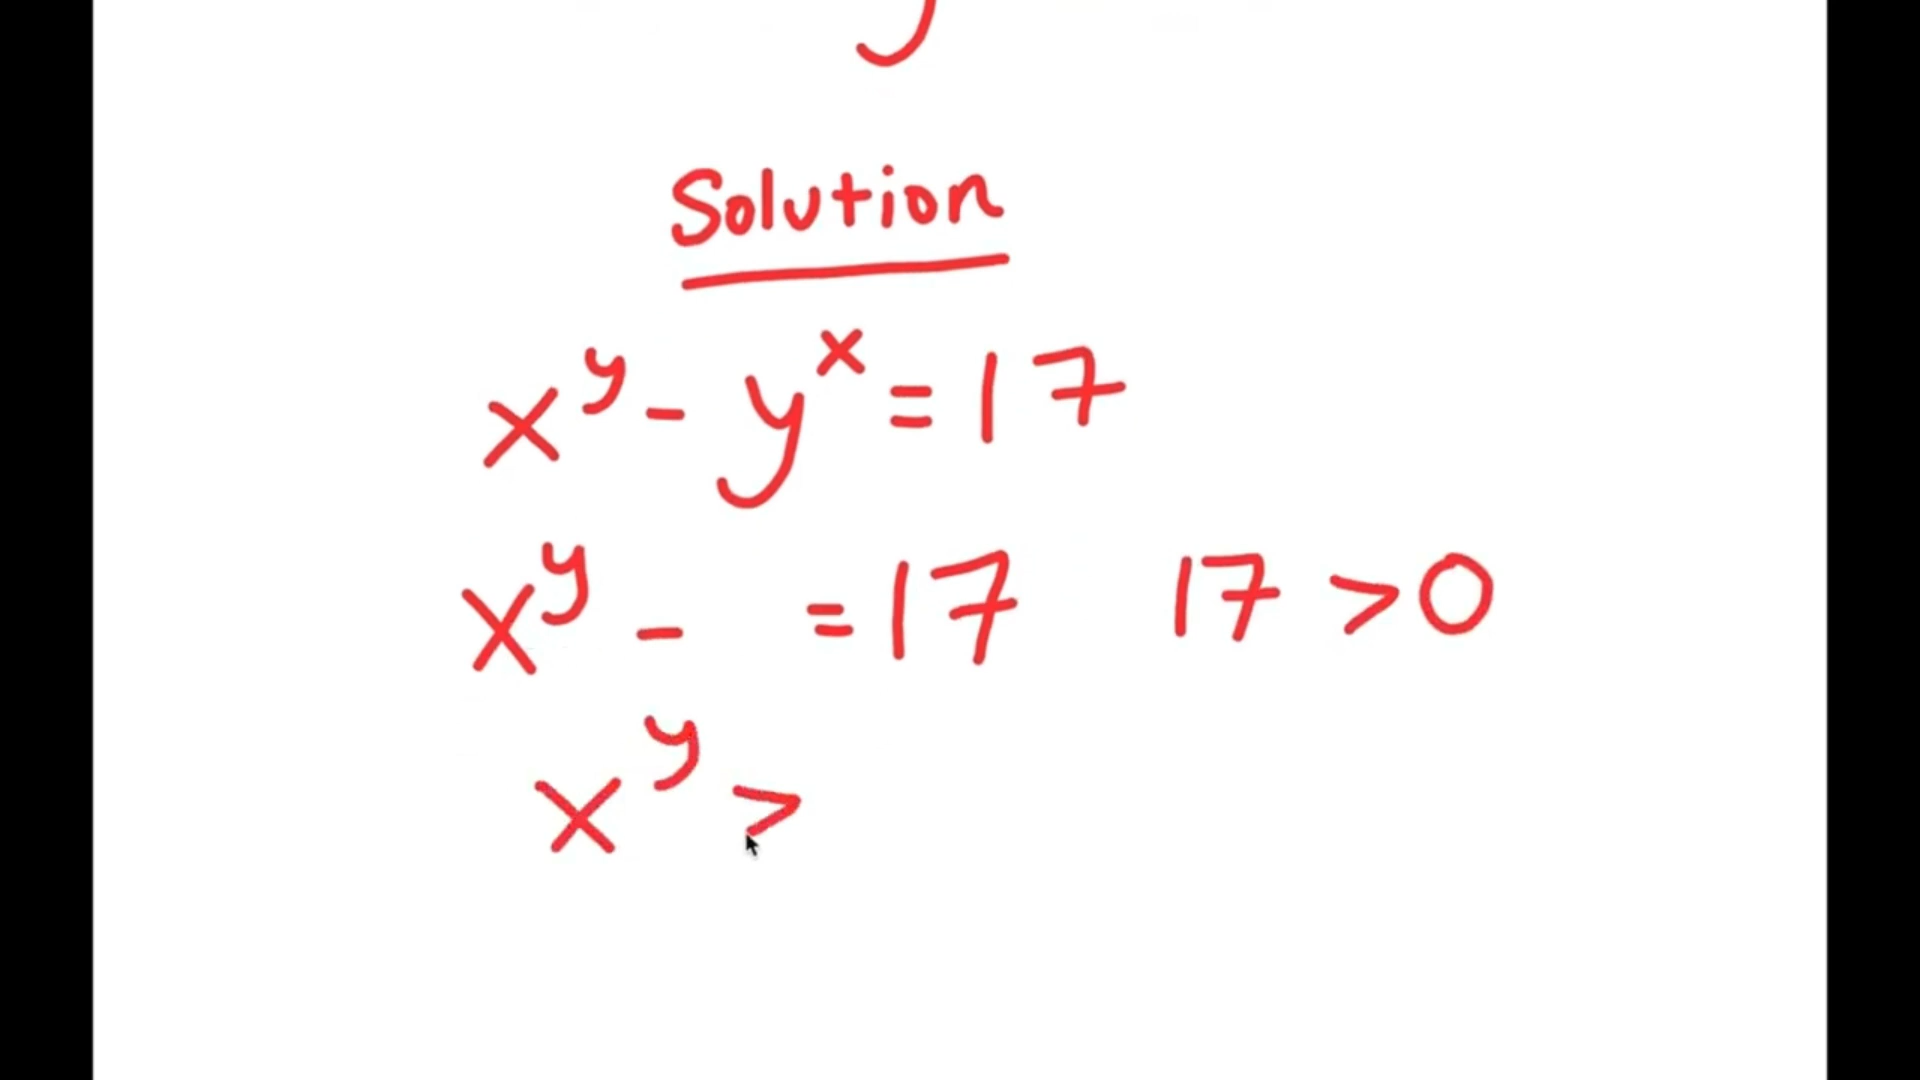 y
Solution
x^y - y^x = 17
x^y - = 17 17 > 0
x^y >